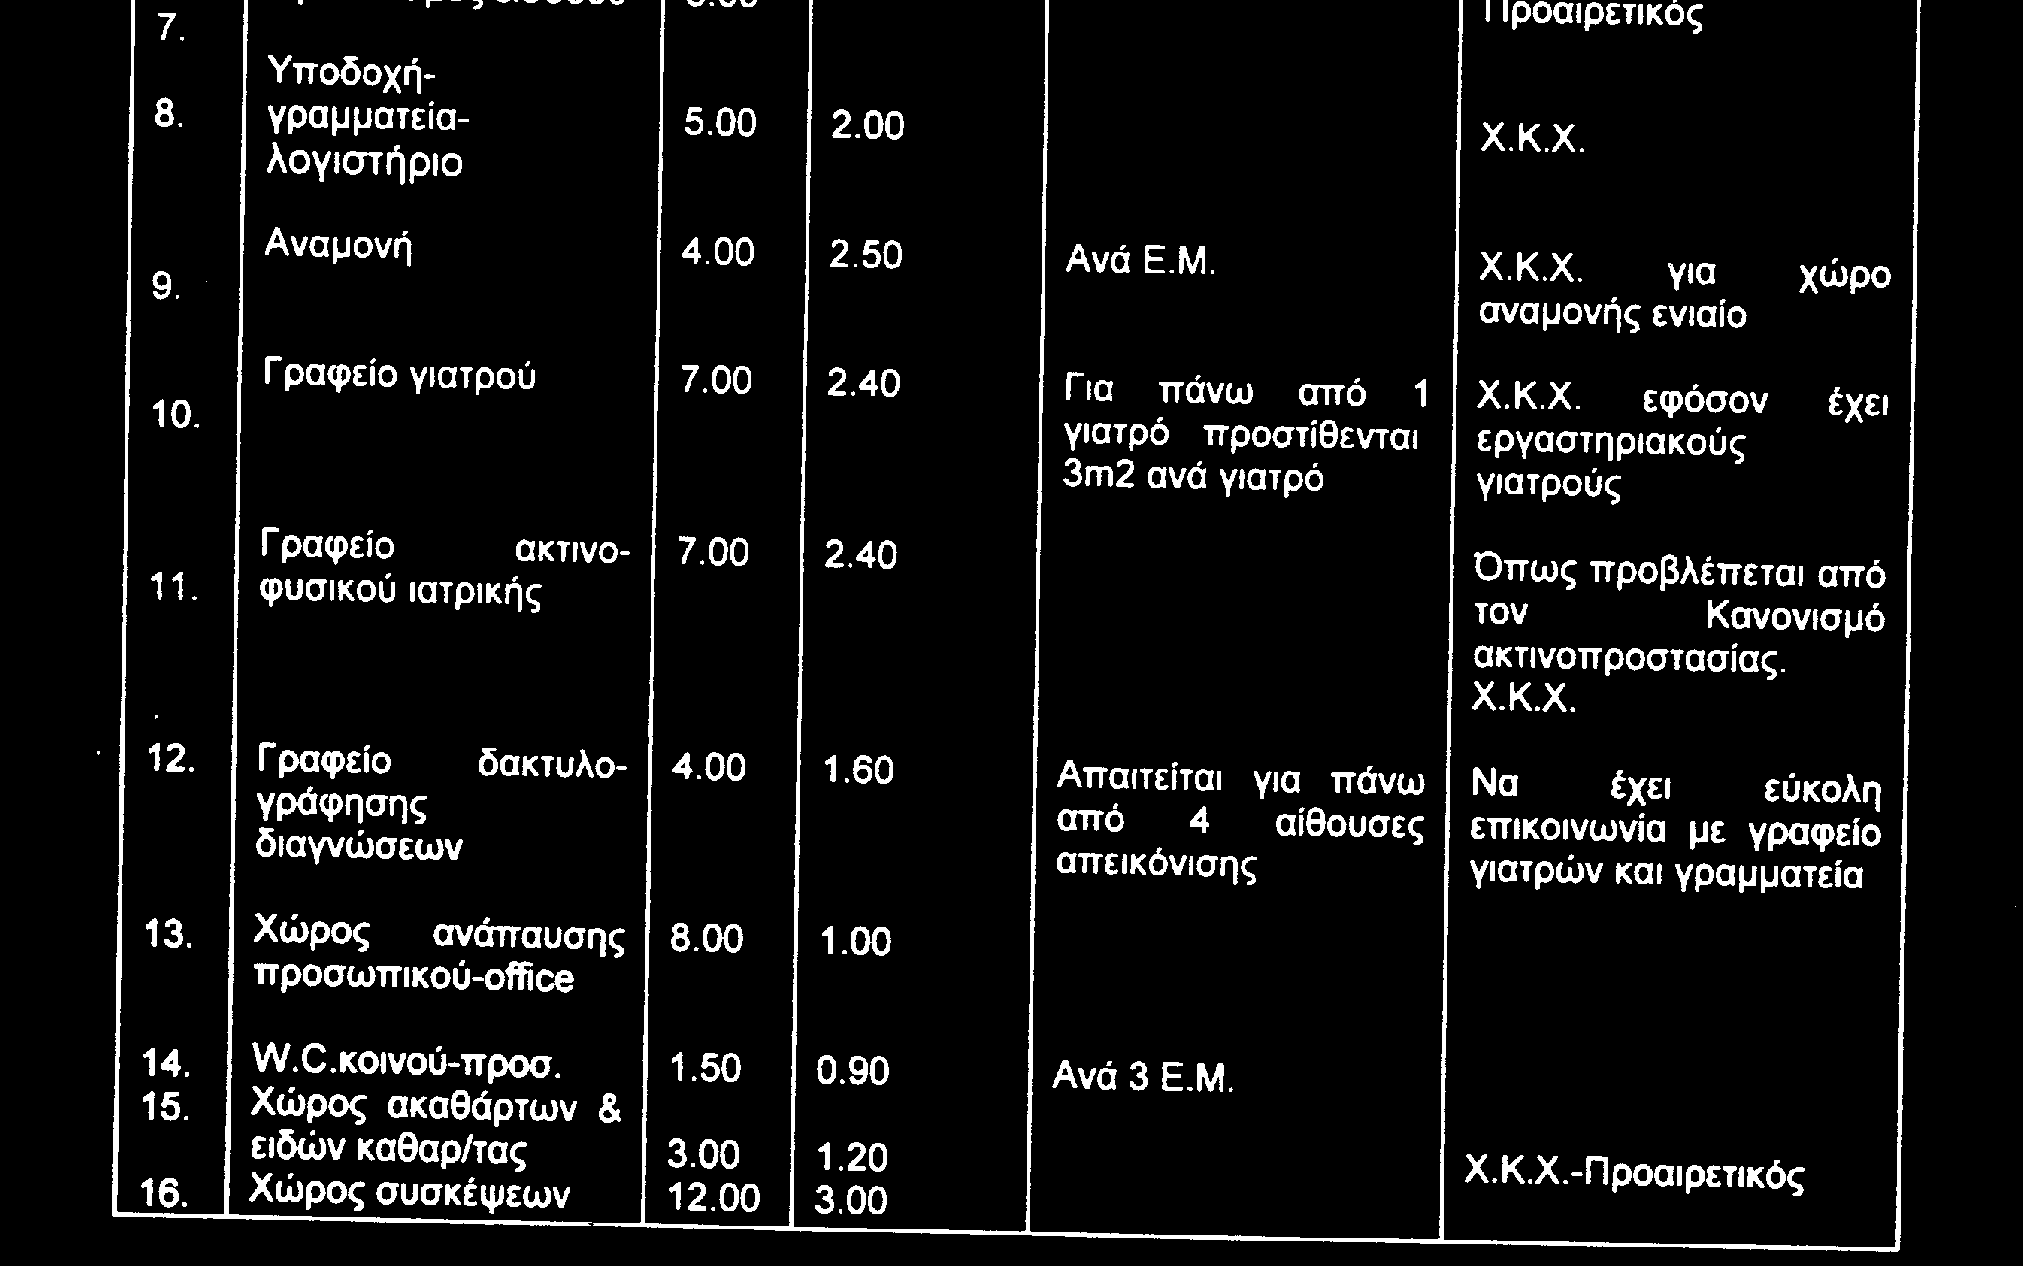 7. Προαιρετικός
Υποδοχή-
8. γραμματεία- 5.00 2.00 Χ.Κ.Χ.
λογιστήριο
Αναμονή 4.00 2.50 Ανά Ε.Μ. Χ.Κ.Χ. για χώρο
9. αναμονής ενιαίο
Γραφείο γιατρού 7.00 2.40 Για πάνω από 1 Χ.Κ.Χ. εφόσον έχει
10. γιατρό προστίθενται εργαστηριακούς
3m2 ανά γιατρό γιατρούς
Γραφείο ακτινο- 7.00 2.40 Όπως προβλέπεται από
11. φυσικού ιατρικής τον Κανονισμό
ακτινοπροστασίας.
Χ.Κ.Χ.
12. Γραφείο δακτυλο- 4.00 1.60 Απαιτείται για πάνω Να έχει εύκολη
γράφησης από 4 αίθουσες επικοινωνία με γραφείο
διαγνώσεων απεικόνισης γιατρών και γραμματεία
13. Χώρος ανάπαυσης 8.00 1.00
προσωπικού-office
14. W.C.κοινού-προσ. 1.50 0.90 Ανά 3 Ε.Μ.
15. Χώρος ακαθάρτων &
ειδών καθαρ/τας 3.00 1.20 Χ.Κ.Χ.-Προαιρετικός
16. Χώρος συσκέψεων 12.00 3.00